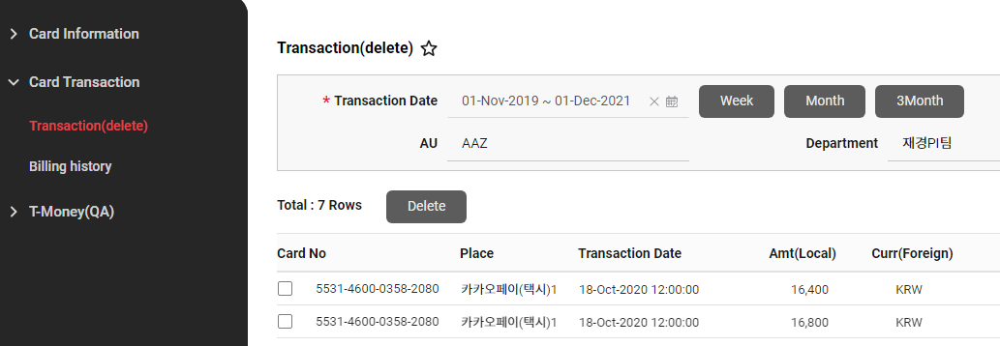 Card Information
Card Transaction
Transaction(delete)
Billing history
T-Money(QA)
Transaction(delete)
* Transaction Date 01-Nov-2019 ~ 01-Dec-2021 Week Month 3Month
AU AAZ Department 재경PI팀
Total : 7 Rows Delete
Card No Place Transaction Date Amt(Local) Curr(Foreign)
5531-4600-0358-2080 카카오페이(택시)1 18-Oct-2020 12:00:00 16,400 KRW
5531-4600-0358-2080 카카오페이(택시)1 18-Oct-2020 12:00:00 16,800 KRW